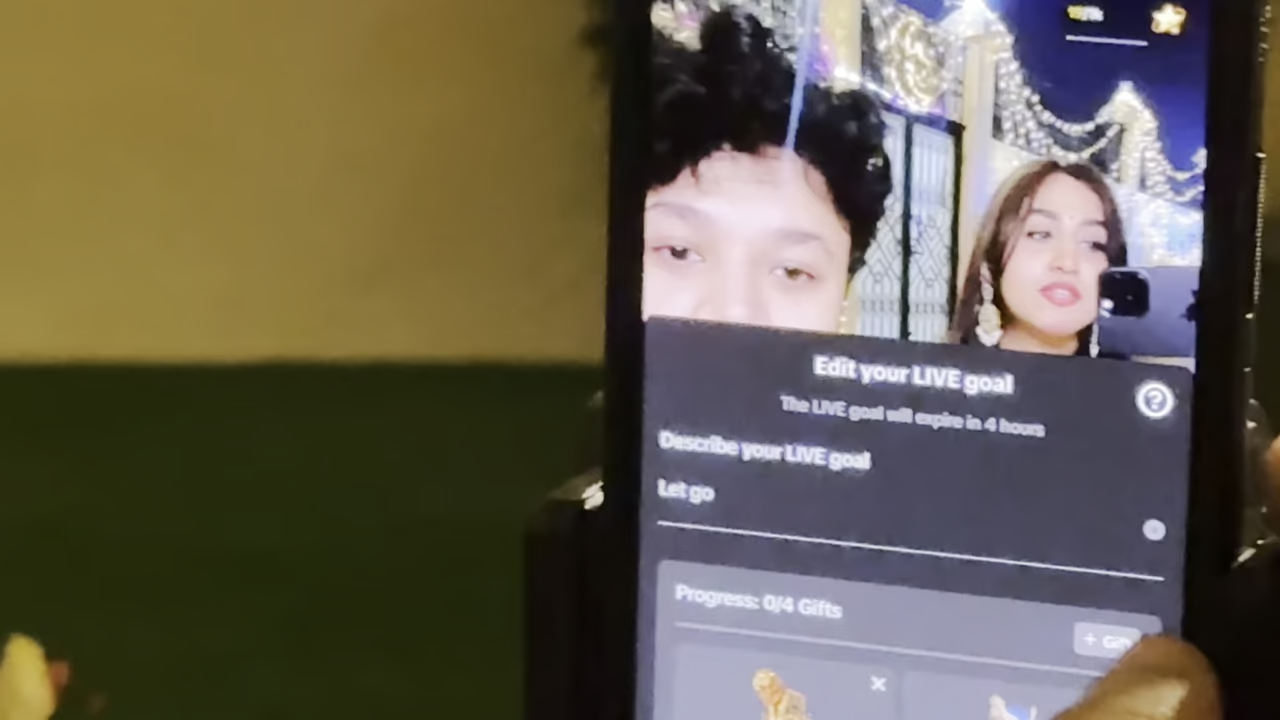 Edit your LIVE goal
The LIVE goal will expire in 4 hours
Describe your LIVE goal
Let go
Progress: 0/4 Gifts
+